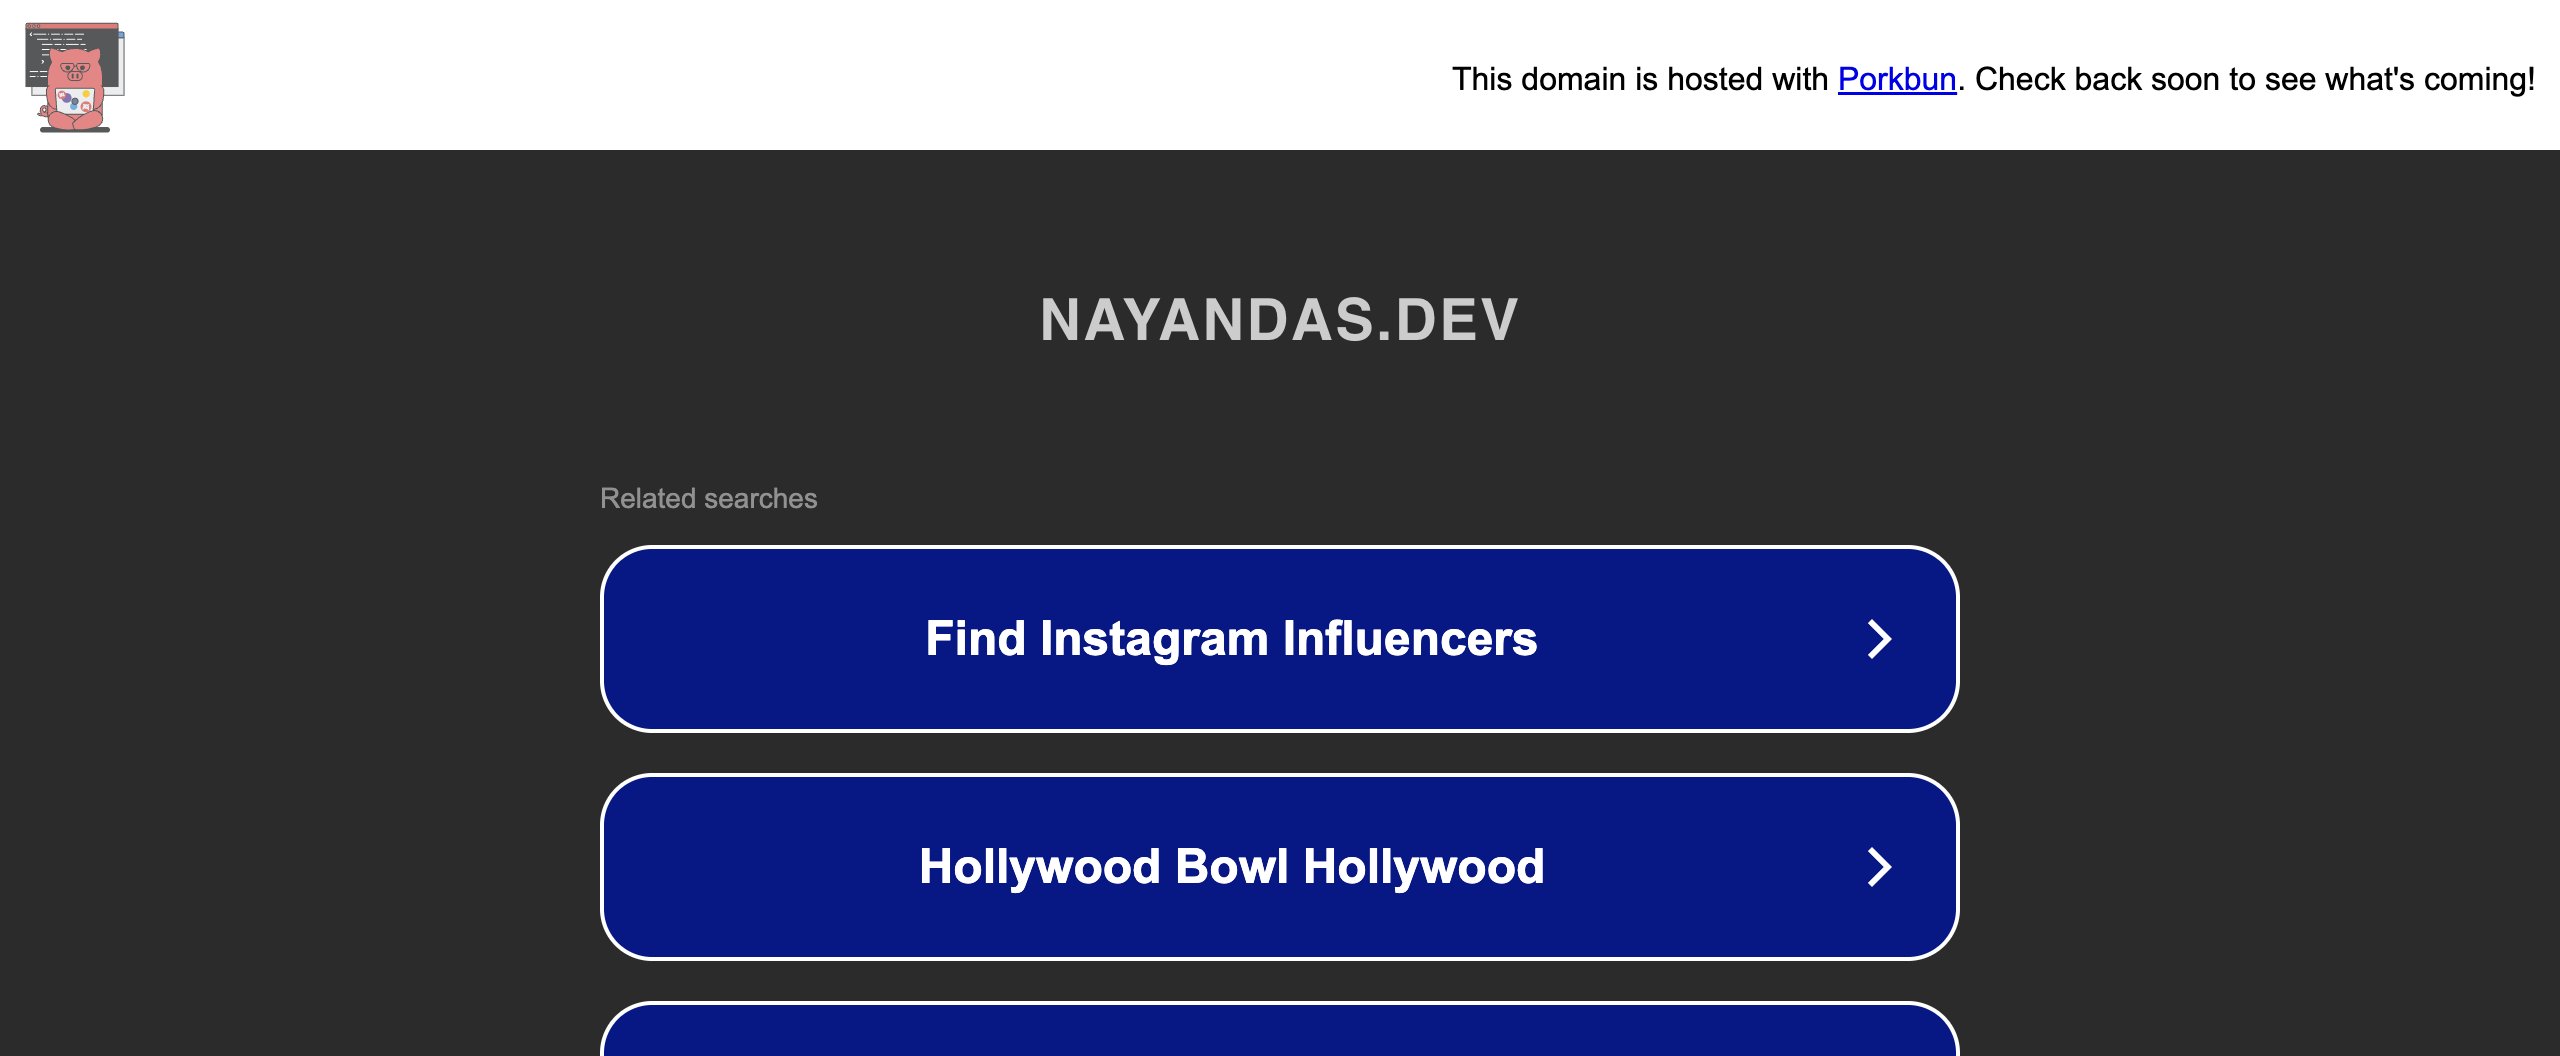 This domain is hosted with Porkbun. Check back soon to see what's coming!
NAYANDAS.DEV
Related searches
Find Instagram Influencers
Hollywood Bowl Hollywood